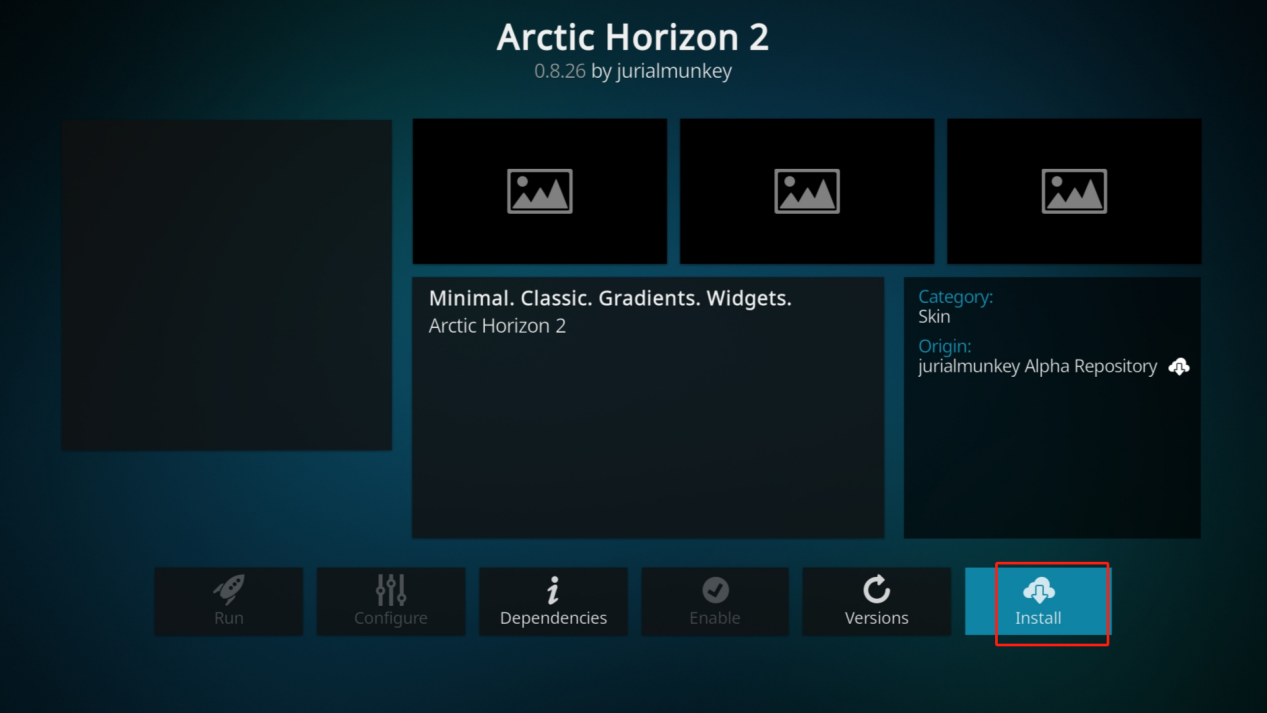 Arctic Horizon 2
0.8.26 by jurialmunkey
Minimal. Classic. Gradients. Widgets.
Arctic Horizon 2
Category:
Skin
Origin:
jurialmunkey Alpha Repository
Run
Configure
Dependencies
Enable
Versions
Install